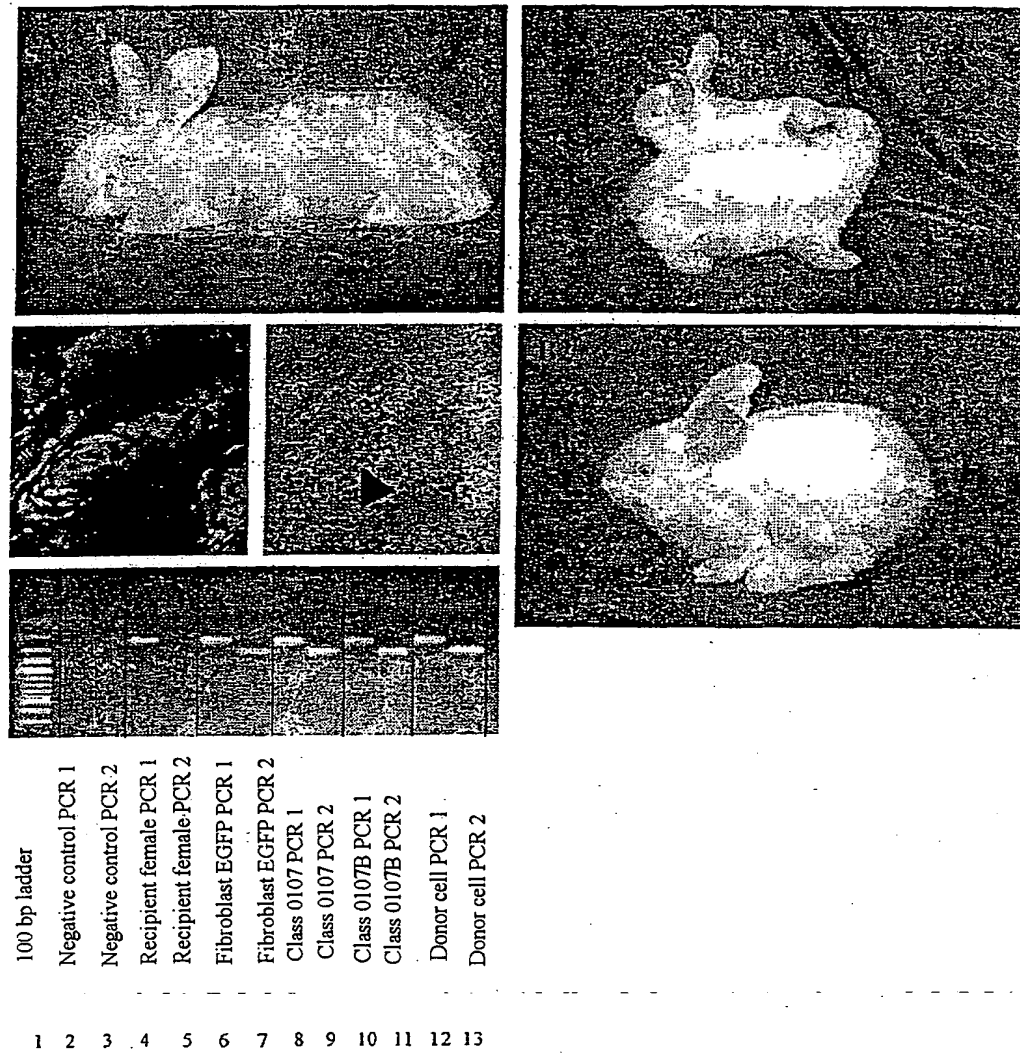 100 bp ladder
Negative control PCR 1
Negative control PCR 2
Recipient female PCR 1
Recipient female PCR 2
Fibroblast EGFP PCR 1
Fibroblast EGFP PCR 2
Class 0107 PCR 1
Class 0107 PCR 2
Class 0107B PCR 1
Class 0107B PCR 2
Donor cell PCR 1
Donor cell PCR 2
1 2 3 4 5 6 7 8 9 10 11 12 13